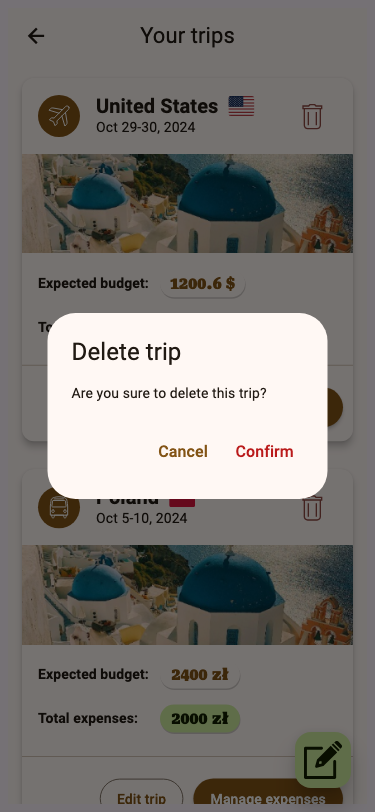 Your trips
United States
Oct 29-30, 2024
Expected budget: 1200.6 $
Delete trip
Are you sure to delete this trip?
Cancel Confirm
Poland
Oct 5-10, 2024
Expected budget: 2400 zł
Total expenses: 2000 zł
Edit trip Manage expenses